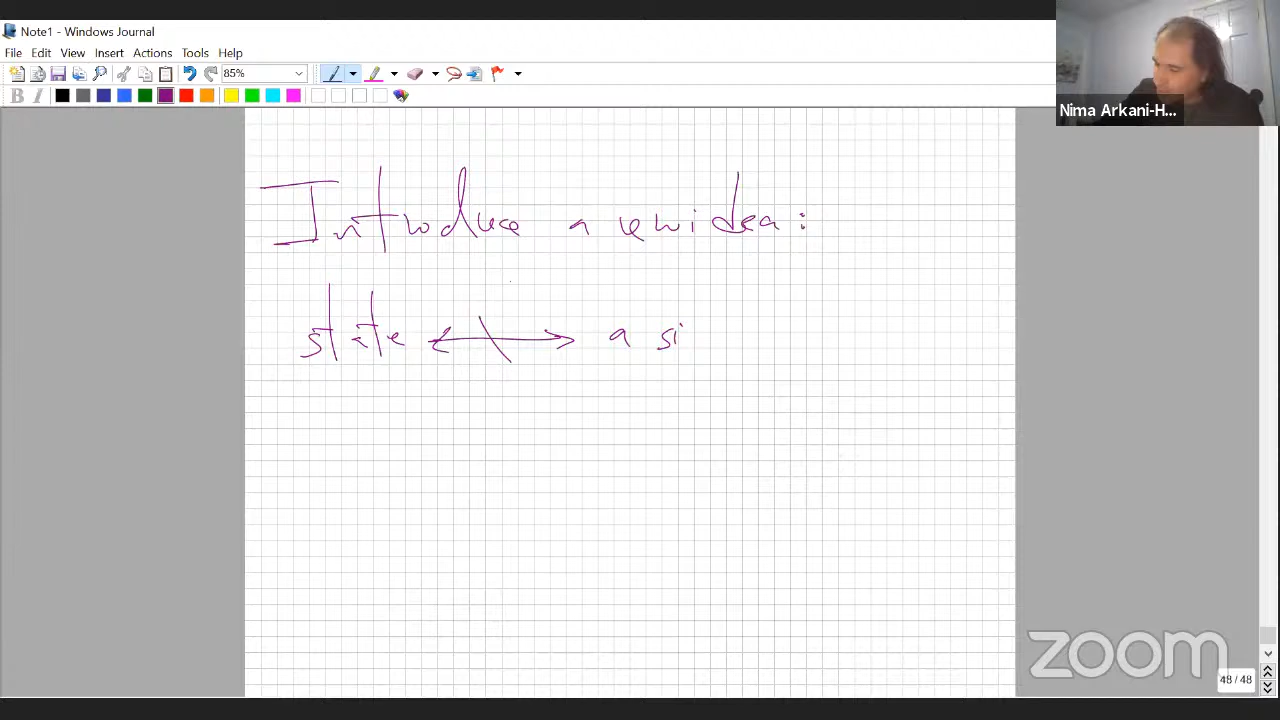 Note1 - Windows Journal
File Edit View Insert Actions Tools Help
85%
B I
Nima Arkani-H...
Introduce a new idea:
state ↮ a si
zoom
48 / 48